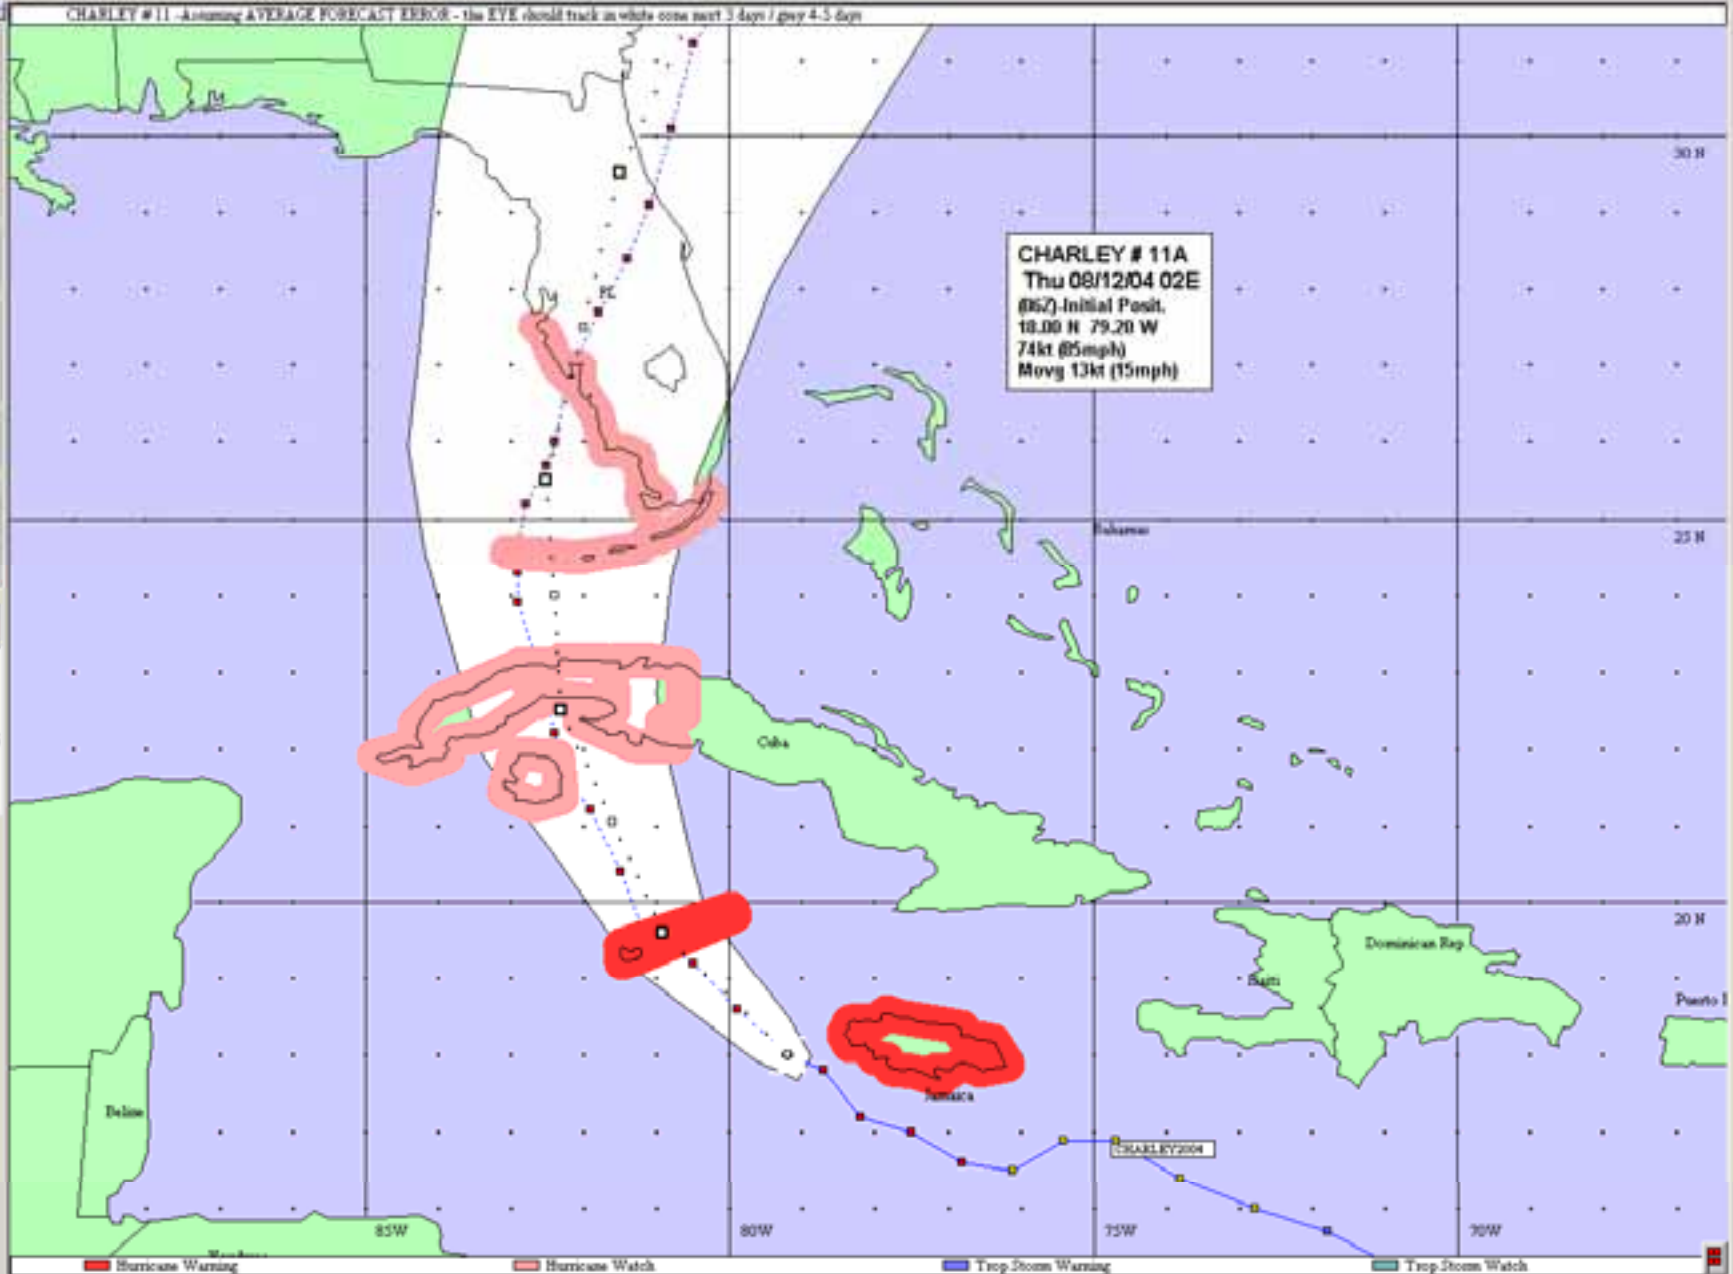 CHARLEY # 11 -Assuming AVERAGE FORECAST ERROR - the EYE should track in white cone next 3 days / grey 4-5 days
30 N
CHARLEY # 11A
Thu 08/12/04 02E
(06Z)-Initial Posit.
18.00 N 79.20 W
74kt (85mph)
Movg 13kt (15mph)
FL
Bahamas
25 N
Cuba
20 N
Dominican Rep
Haiti
Puerto
Jamaica
Belize
CHARLEY2004
85W
80W
75W
70W
Honduras
Hurricane Warning
Hurricane Watch
Trop.Storm Warning
Trop.Storm Watch